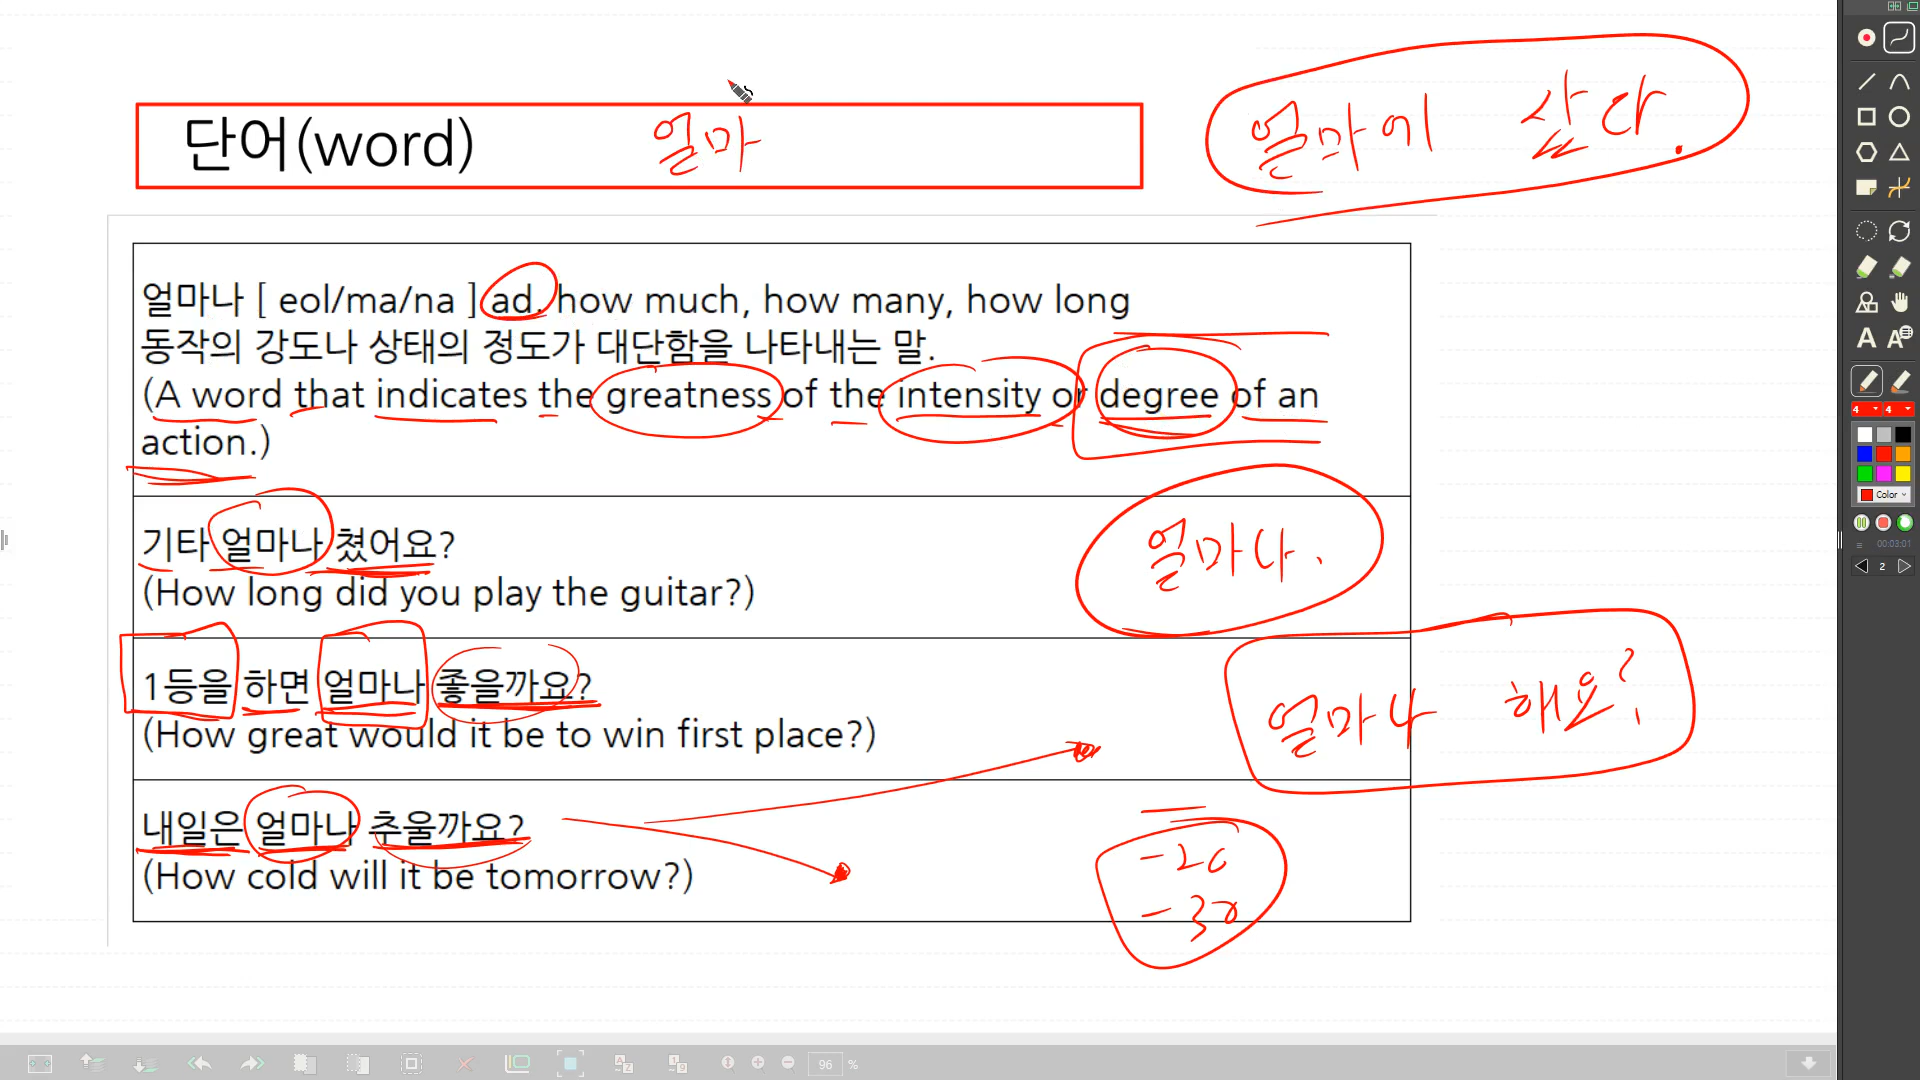 얼마에 샀다.
단어(word) 얼마
얼마나 [ eol/ma/na ] ad. how much, how many, how long
동작의 강도나 상태의 정도가 대단함을 나타내는 말.
(A word that indicates the greatness of the intensity or degree of an
action.)
기타 얼마나 쳤어요?
(How long did you play the guitar?)
얼마나.
1등을 하면 얼마나 좋을까요?
(How great would it be to win first place?)
얼마나 해요?
내일은 얼마나 추울까요?
(How cold will it be tomorrow?)
-20
-30
Color
00:03:01
2
96 %